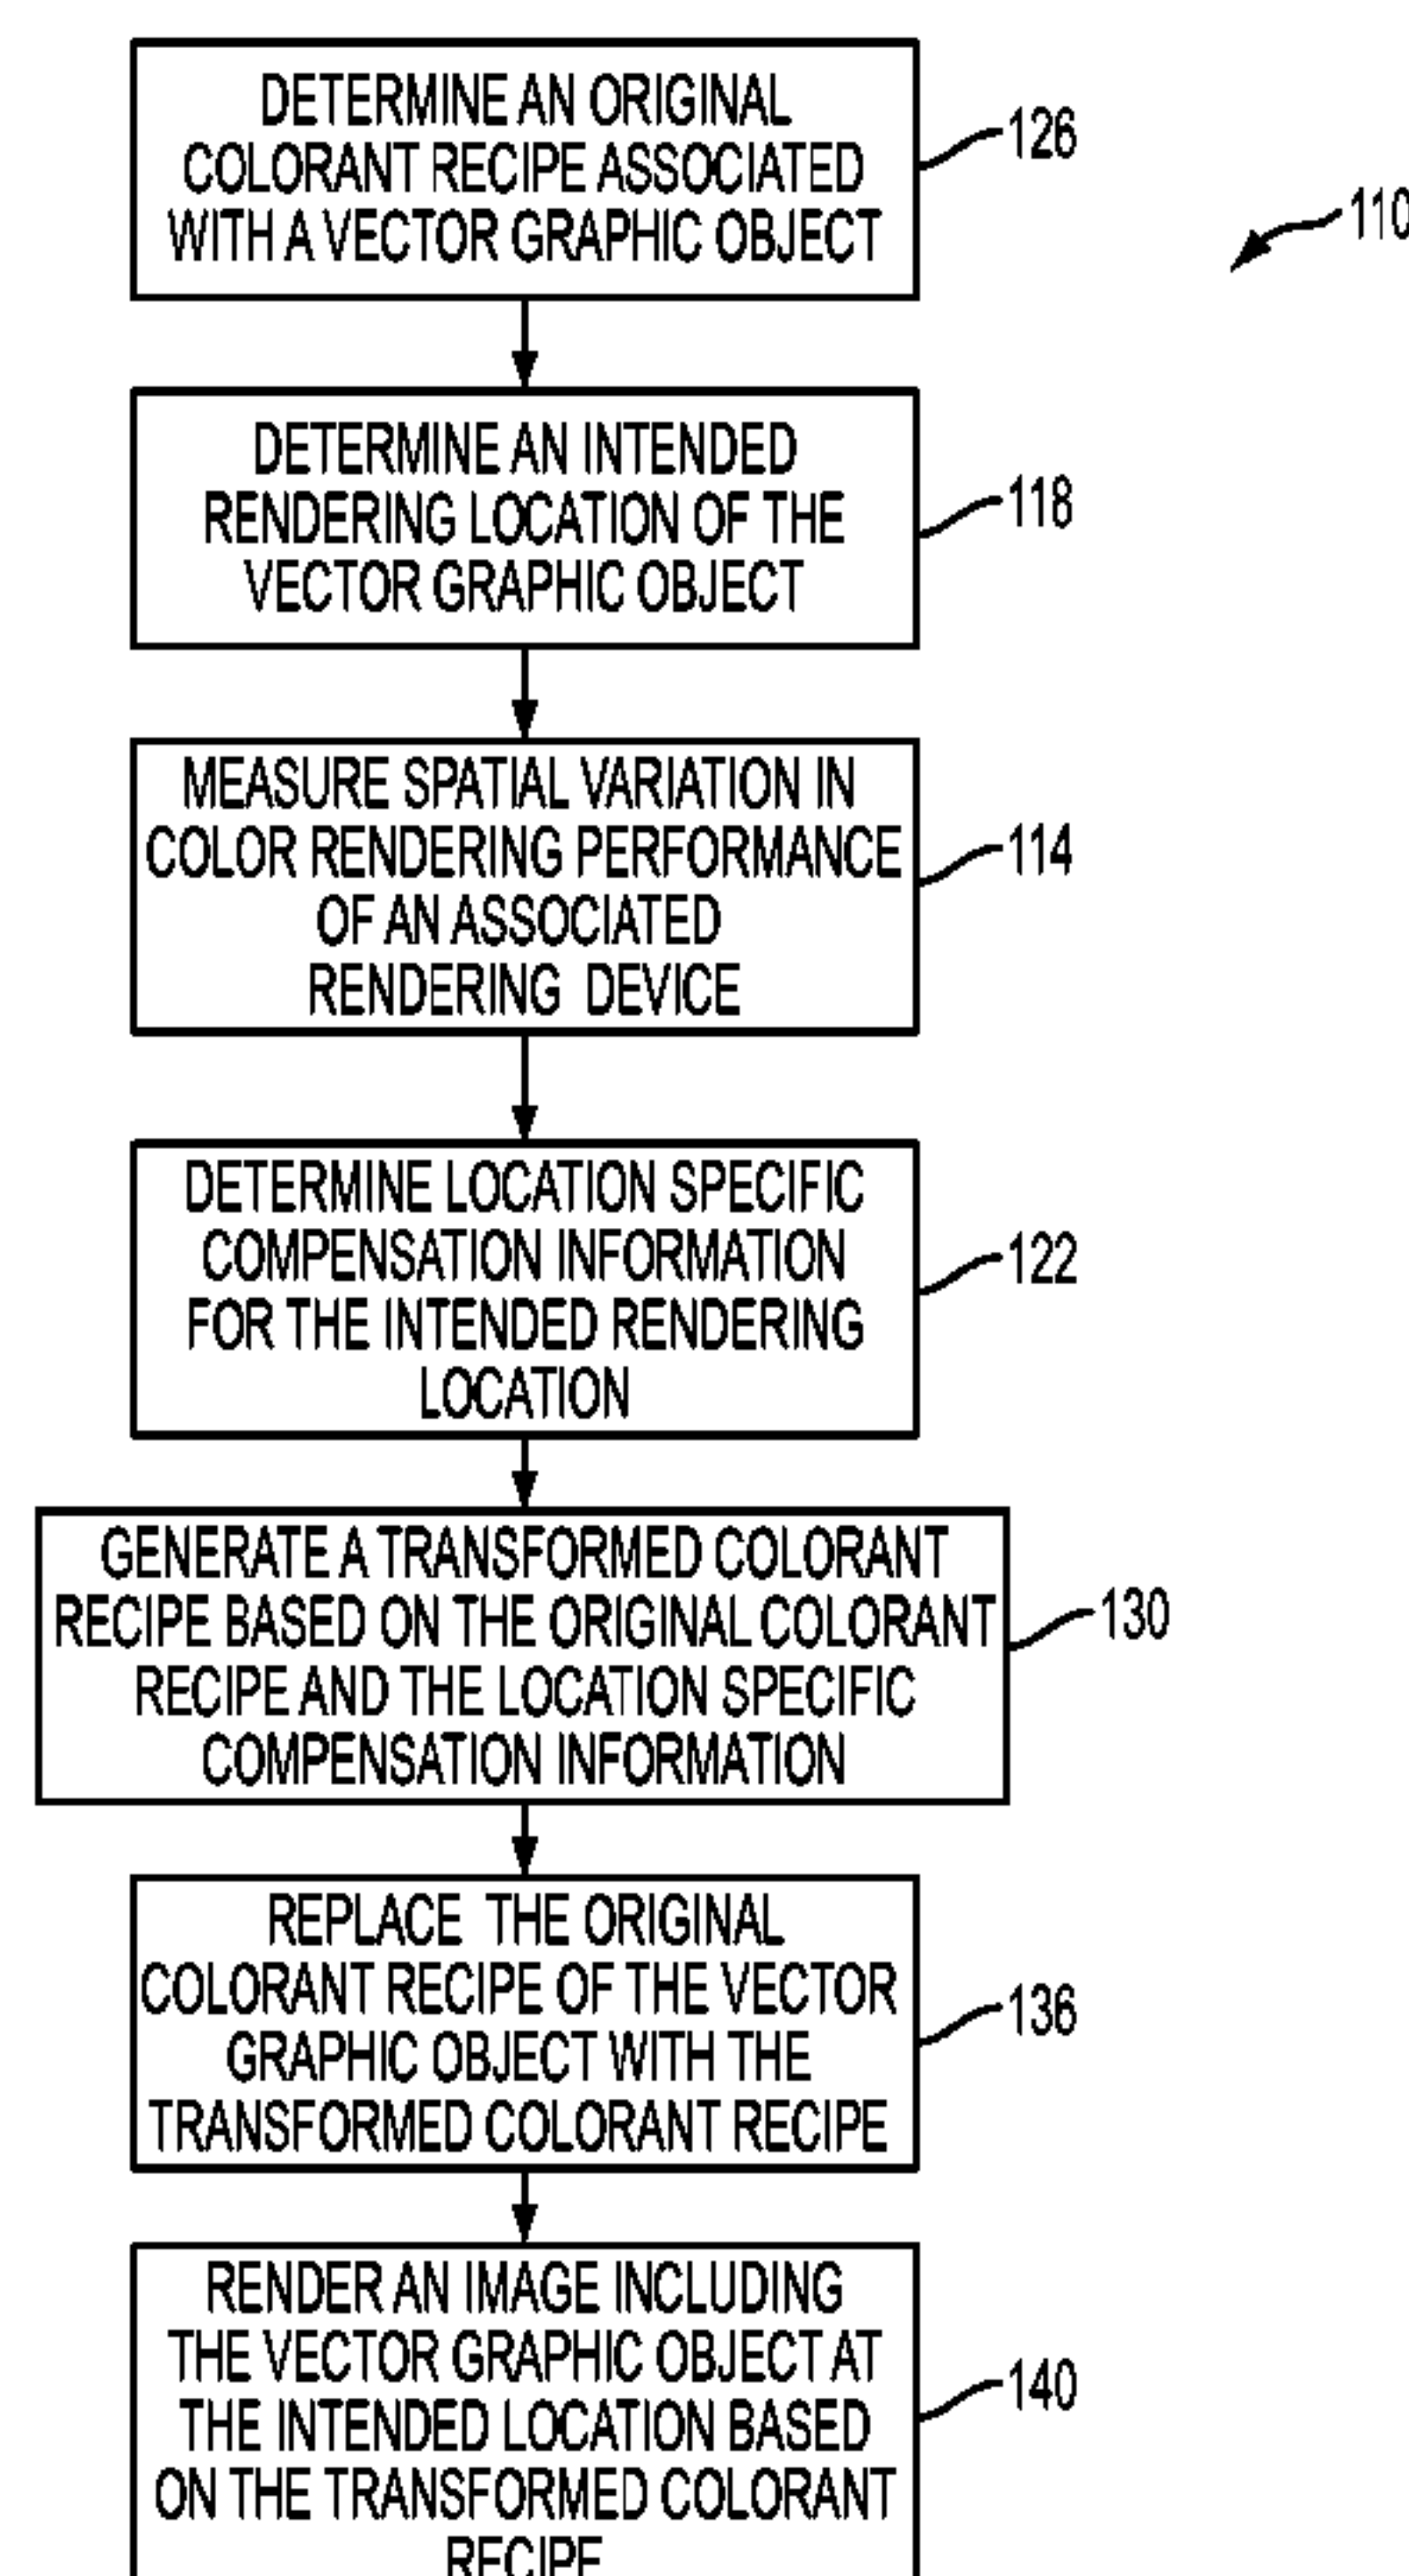 DETERMINE AN ORIGINAL
COLORANT RECIPE ASSOCIATED
WITH A VECTOR GRAPHIC OBJECT
126
110
DETERMINE AN INTENDED
RENDERING LOCATION OF THE
VECTOR GRAPHIC OBJECT
118
MEASURE SPATIAL VARIATION IN
COLOR RENDERING PERFORMANCE
OF AN ASSOCIATED
RENDERING DEVICE
114
DETERMINE LOCATION SPECIFIC
COMPENSATION INFORMATION
FOR THE INTENDED RENDERING
LOCATION
122
GENERATE A TRANSFORMED COLORANT
RECIPE BASED ON THE ORIGINAL COLORANT
RECIPE AND THE LOCATION SPECIFIC
COMPENSATION INFORMATION
130
REPLACE THE ORIGINAL
COLORANT RECIPE OF THE VECTOR
GRAPHIC OBJECT WITH THE
TRANSFORMED COLORANT RECIPE
136
RENDER AN IMAGE INCLUDING
THE VECTOR GRAPHIC OBJECT AT
THE INTENDED LOCATION BASED
ON THE TRANSFORMED COLORANT
RECIPE
140